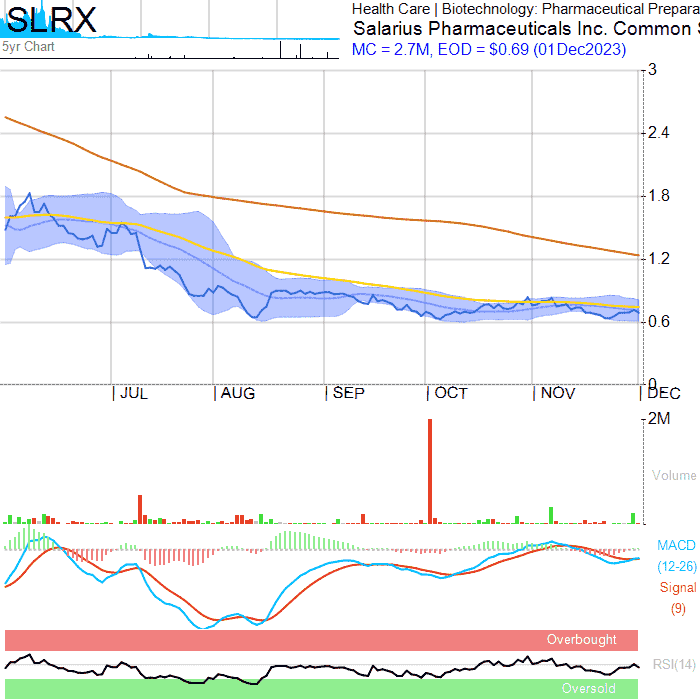 SLRX
5yr Chart
Health Care | Biotechnology: Pharmaceutical Prepara
Salarius Pharmaceuticals Inc. Common S
MC = 2.7M, EOD = $0.69 (01Dec2023)
3
2.4
1.8
1.2
0.6
0
JUL AUG SEP OCT NOV DEC
2M
Volume
MACD
(12-26)
Signal
(9)
Overbought
RSI(14)
Oversold